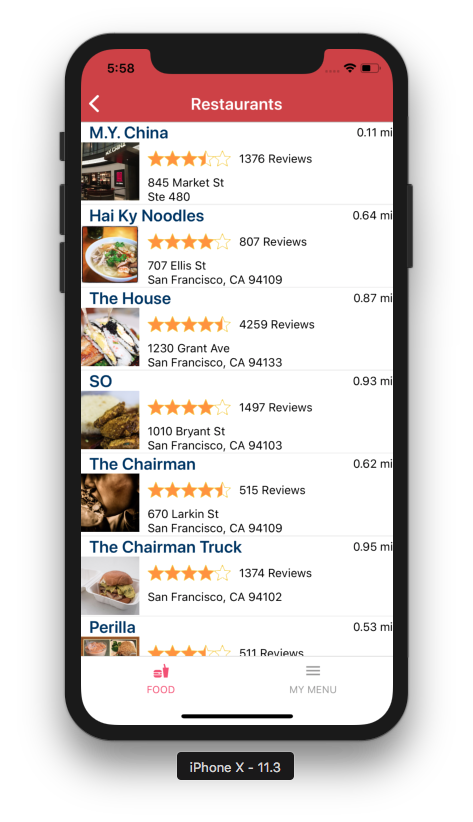 5:58
Restaurants
M.Y. China
0.11 mi
1376 Reviews
845 Market St
Ste 480
Hai Ky Noodles
0.64 mi
807 Reviews
707 Ellis St
San Francisco, CA 94109
The House
0.87 mi
4259 Reviews
1230 Grant Ave
San Francisco, CA 94133
SO
0.93 mi
1497 Reviews
1010 Bryant St
San Francisco, CA 94103
The Chairman
0.62 mi
515 Reviews
670 Larkin St
San Francisco, CA 94109
The Chairman Truck
0.95 mi
1374 Reviews
San Francisco, CA 94102
Perilla
0.53 mi
511 Reviews
FOOD
MY MENU
iPhone X - 11.3